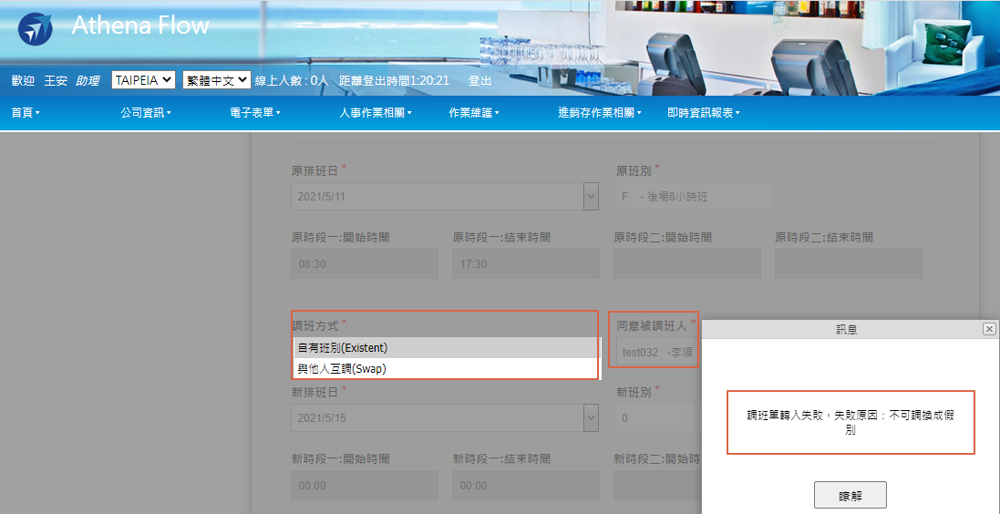 Athena Flow
歡迎 王安 助理 TAIPEIA 繁體中文 線上人數 : 0人 距離登出時間1:20:21 登出
首頁 公司資訊 電子表單 人事作業相關 作業維護 進銷存作業相關 即時資訊報表
原排班日 * 原班別 *
2021/5/11 F - 後場8小時班
原時段一:開始時間 原時段一:結束時間 原時段二:開始時間 原時段二:結束時間
08:30 17:30
調班方式 * 同意被調班人 *
自有班別(Existent) test032 -李順
與他人互調(Swap)
新排班日 * 新班別 *
2021/5/15 0
新時段一:開始時間 新時段一:結束時間 新時段二:開始時
00:00 00:00
訊息
調班單轉入失敗，失敗原因：不可調換成假
別
瞭解